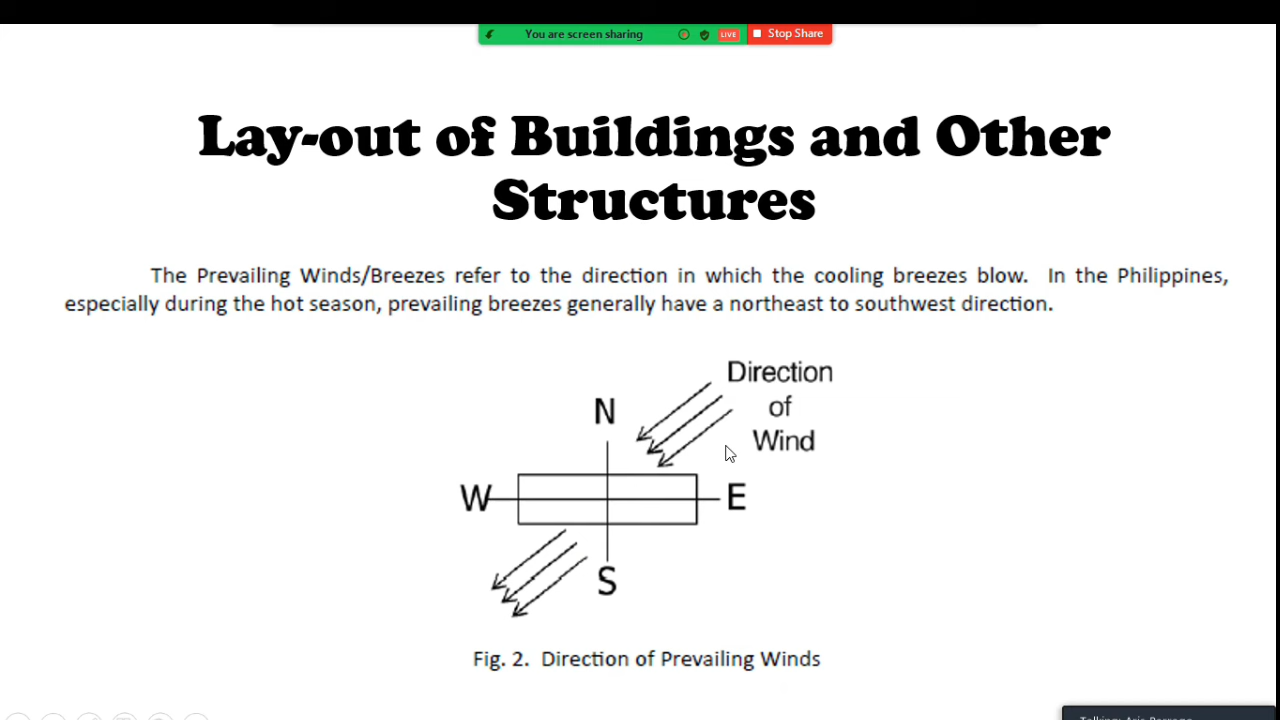 You are screen sharing
LIVE
Stop Share
Lay-out of Buildings and Other
Structures
The Prevailing Winds/Breezes refer to the direction in which the cooling breezes blow. In the Philippines,
especially during the hot season, prevailing breezes generally have a northeast to southwest direction.
Direction
of
Wind
N
W
E
S
Fig. 2. Direction of Prevailing Winds